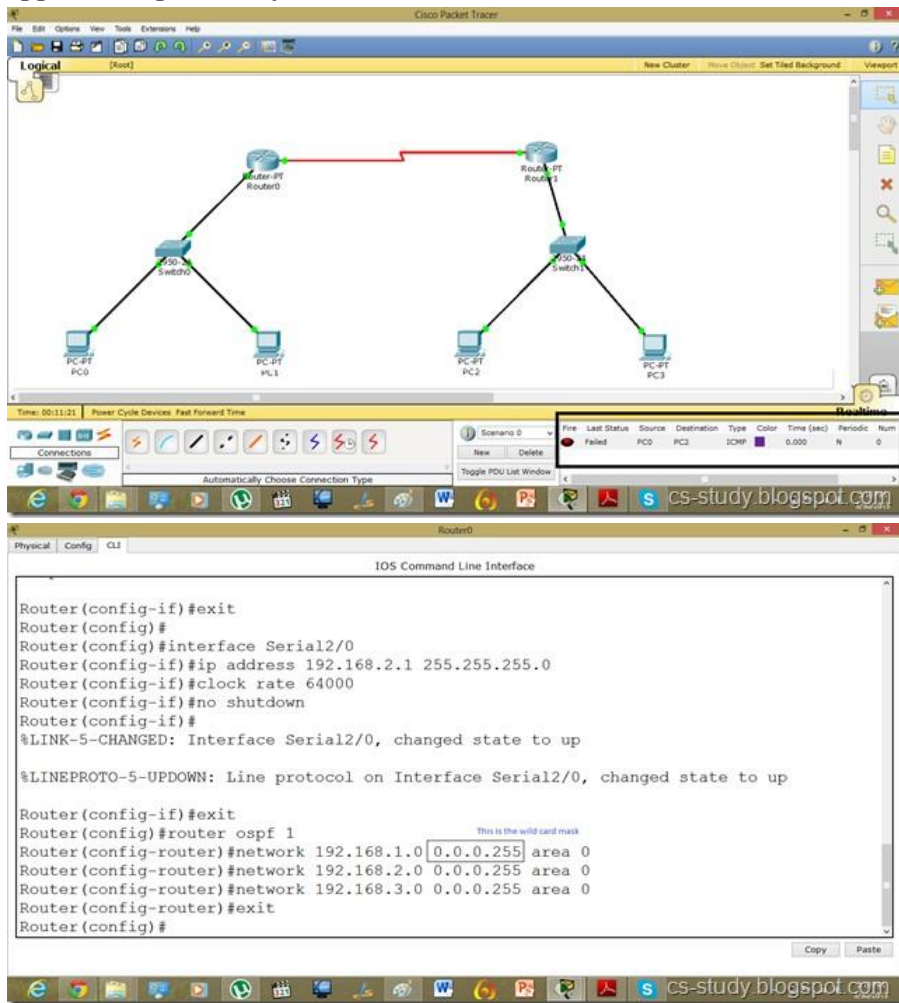 Cisco Packet Tracer
File Edit Options View Tools Extensions Help
Logical [Root] New Cluster Move Object Set Tiled Background Viewport
Router-PT
Router0
Router-PT
Router1
2950-24
Switch0
2950-24
Switch1
PC-PT
PC0
PC-PT
PC1
PC-PT
PC2
PC-PT
PC3
Time: 00:11:21 Power Cycle Devices Fast Forward Time Realtime
Connections
Automatically Choose Connection Type
Scenario 0
New Delete
Toggle PDU List Window
Fire Last Status Source Destination Type Color Time (sec) Periodic Num
Failed PC0 PC2 ICMP 0.000 N 0
cs-study.blogspot.com
Router0
Physical Config CLI
IOS Command Line Interface
Router(config-if)#exit
Router(config)#
Router(config)#interface Serial2/0
Router(config-if)#ip address 192.168.2.1 255.255.255.0
Router(config-if)#clock rate 64000
Router(config-if)#no shutdown
Router(config-if)#
%LINK-5-CHANGED: Interface Serial2/0, changed state to up
%LINEPROTO-5-UPDOWN: Line protocol on Interface Serial2/0, changed state to up
Router(config-if)#exit
Router(config)#router ospf 1
This is the wild card mask
Router(config-router)#network 192.168.1.0 0.0.0.255 area 0
Router(config-router)#network 192.168.2.0 0.0.0.255 area 0
Router(config-router)#network 192.168.3.0 0.0.0.255 area 0
Router(config-router)#exit
Router(config)#
Copy Paste
cs-study.blogspot.com